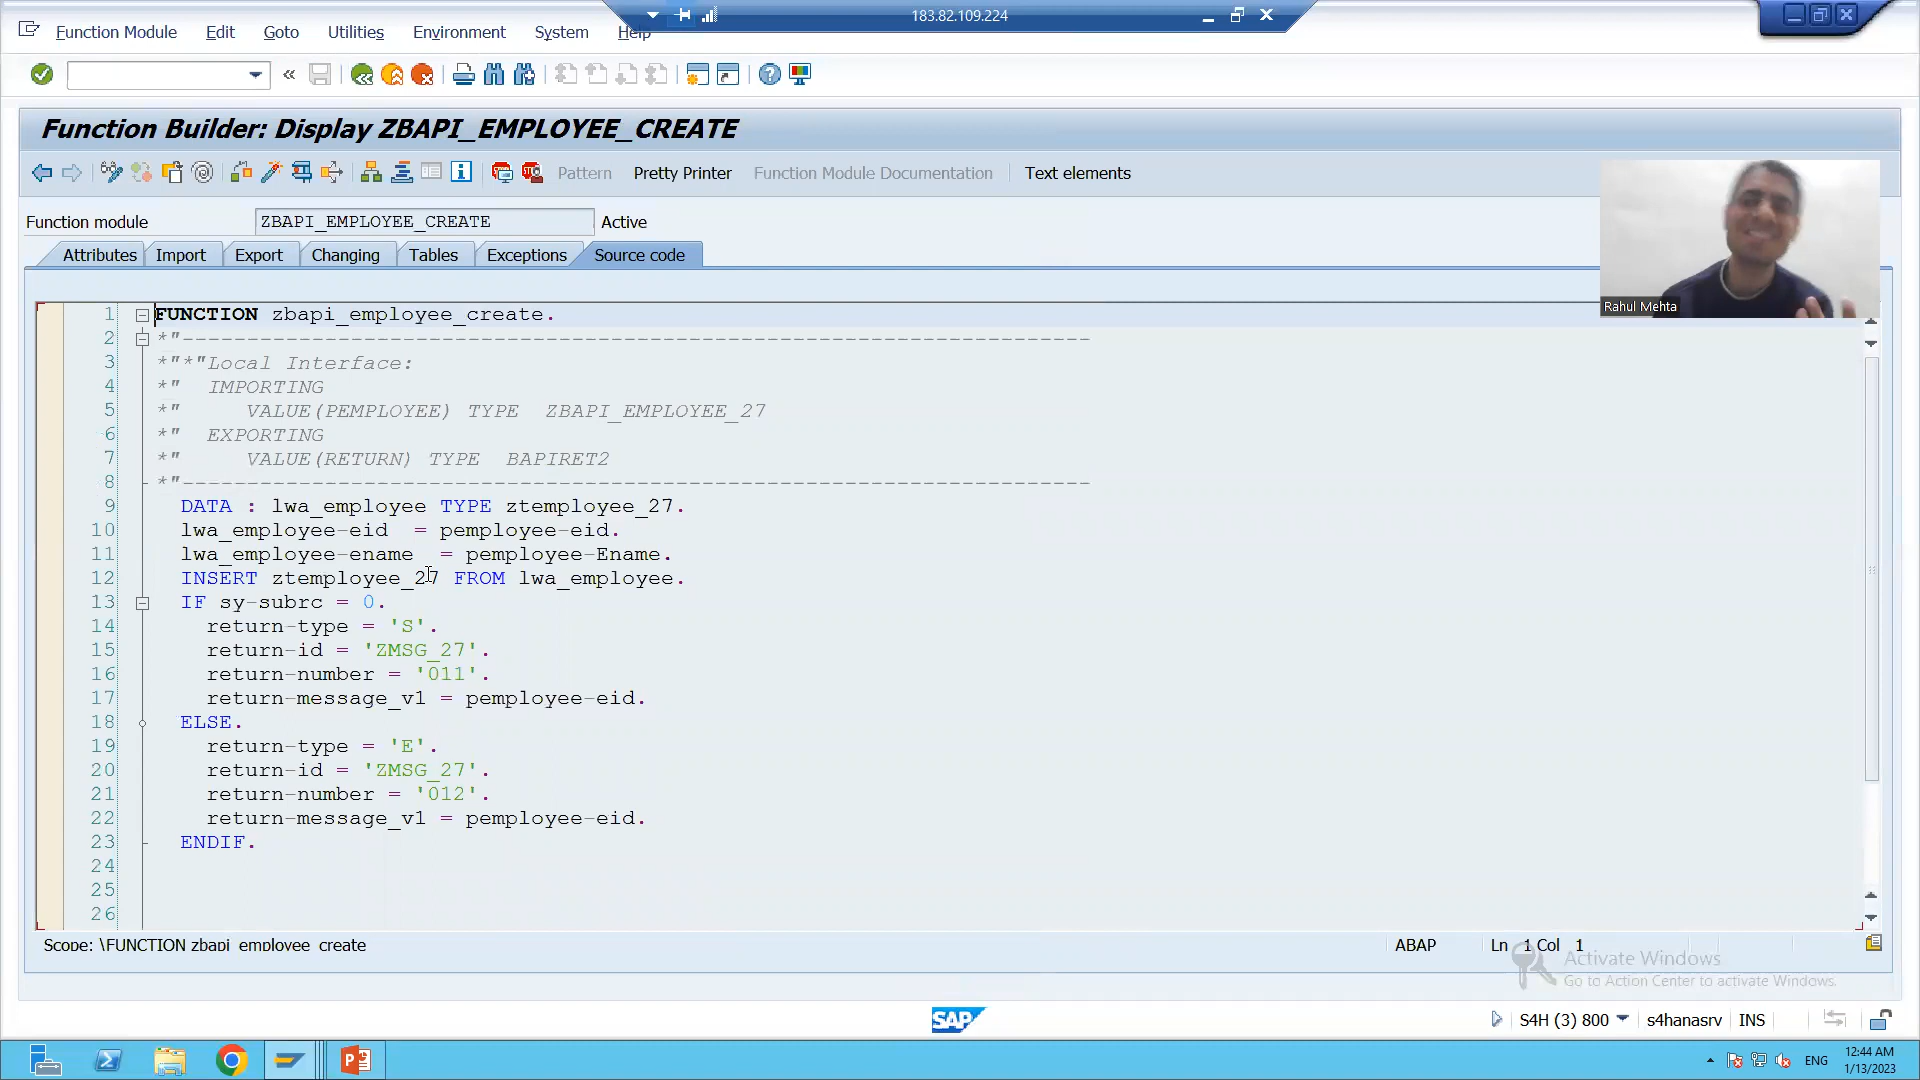 183.82.109.224
Function Module Edit Goto Utilities Environment System Help
Function Builder: Display ZBAPI_EMPLOYEE_CREATE
Pattern Pretty Printer Function Module Documentation Text elements
Function module ZBAPI_EMPLOYEE_CREATE Active
Attributes Import Export Changing Tables Exceptions Source code
Rahul Mehta
1 FUNCTION zbapi_employee_create.
2 *"----------------------------------------------------------------------
3 *"*"Local Interface:
4 *" IMPORTING
5 *" VALUE(PEMPLOYEE) TYPE ZBAPI_EMPLOYEE_27
6 *" EXPORTING
7 *" VALUE(RETURN) TYPE BAPIRET2
8 *"----------------------------------------------------------------------
9 DATA : lwa_employee TYPE ztemployee_27.
10 lwa_employee-eid = pemployee-eid.
11 lwa_employee-ename = pemployee-Ename.
12 INSERT ztemployee_27 FROM lwa_employee.
13 IF sy-subrc = 0.
14 return-type = 'S'.
15 return-id = 'ZMSG_27'.
16 return-number = '011'.
17 return-message_v1 = pemployee-eid.
18 ELSE.
19 return-type = 'E'.
20 return-id = 'ZMSG_27'.
21 return-number = '012'.
22 return-message_v1 = pemployee-eid.
23 ENDIF.
24
25
26
Scope: \FUNCTION zbapi_employee_create ABAP Ln 1 Col 1
Activate Windows
Go to Action Center to activate Windows.
SAP S4H (3) 800 s4hanasrv INS
ENG 12:44 AM
1/13/2023